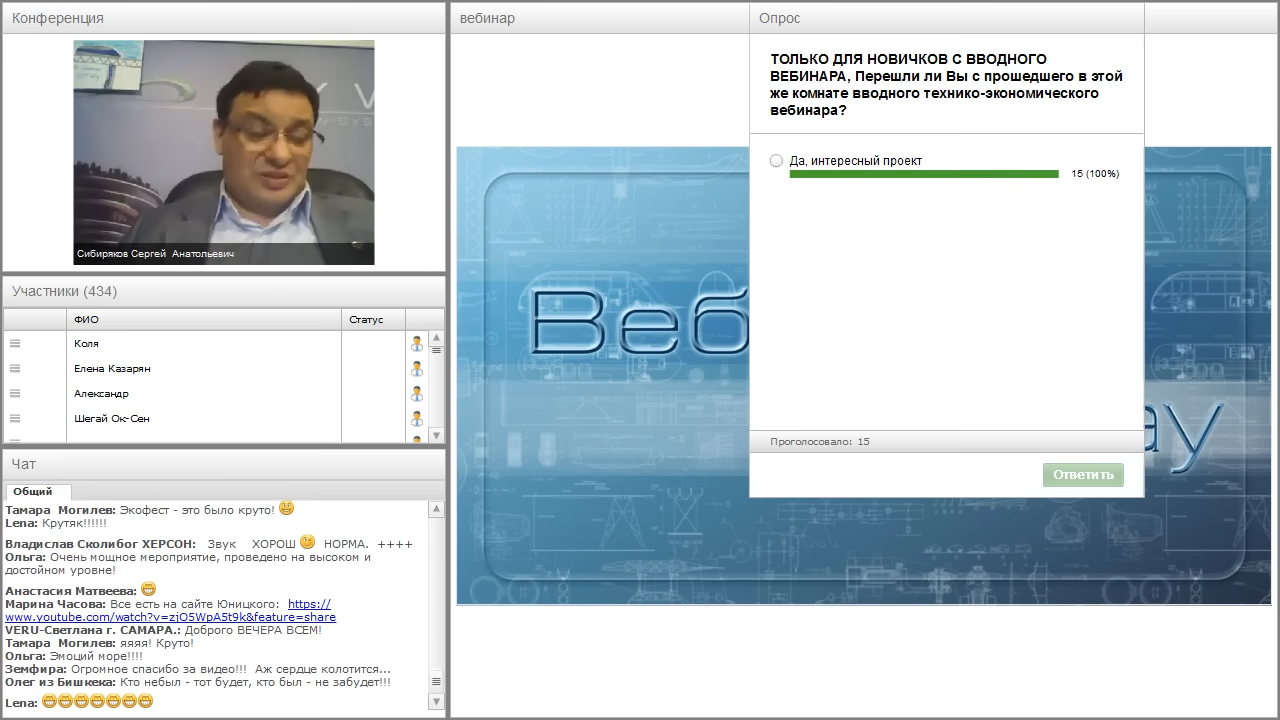 Конференция
Сибиряков Сергей Анатольевич
Участники (434)
ФИО Статус
Коля
Елена Казарян
Александр
Шегай Ок-Сен
Чат
Общий
Тамара Могилев: Экофест - это было круто!
Lena: Крутяк!!!!!!
Владислав Сколибог ХЕРСОН: Звук ХОРОШ НОРМА. ++++
Ольга: Очень мощное мероприятие, проведено на высоком и
достойном уровне!
Анастасия Матвеева:
Марина Часова: Все есть на сайте Юницкого: https://
www.youtube.com/watch?v=zjO5WpA5t9k&feature=share
VERU-Светлана г. САМАРА.: Доброго ВЕЧЕРА ВСЕМ!
Тамара Могилев: яяяя! Круто!
Ольга: Эмоций море!!!!
Земфира: Огромное спасибо за видео!!! Аж сердце колотится...
Олег из Бишкека: Кто небыл - тот будет, кто был - не забудет!!!
Lena:
вебинар
Веб
ay
Опрос
ТОЛЬКО ДЛЯ НОВИЧКОВ С ВВОДНОГО
ВЕБИНАРА, Перешли ли Вы с прошедшего в этой
же комнате вводного технико-экономического
вебинара?
Да, интересный проект
15 (100%)
Проголосовало: 15
Ответить